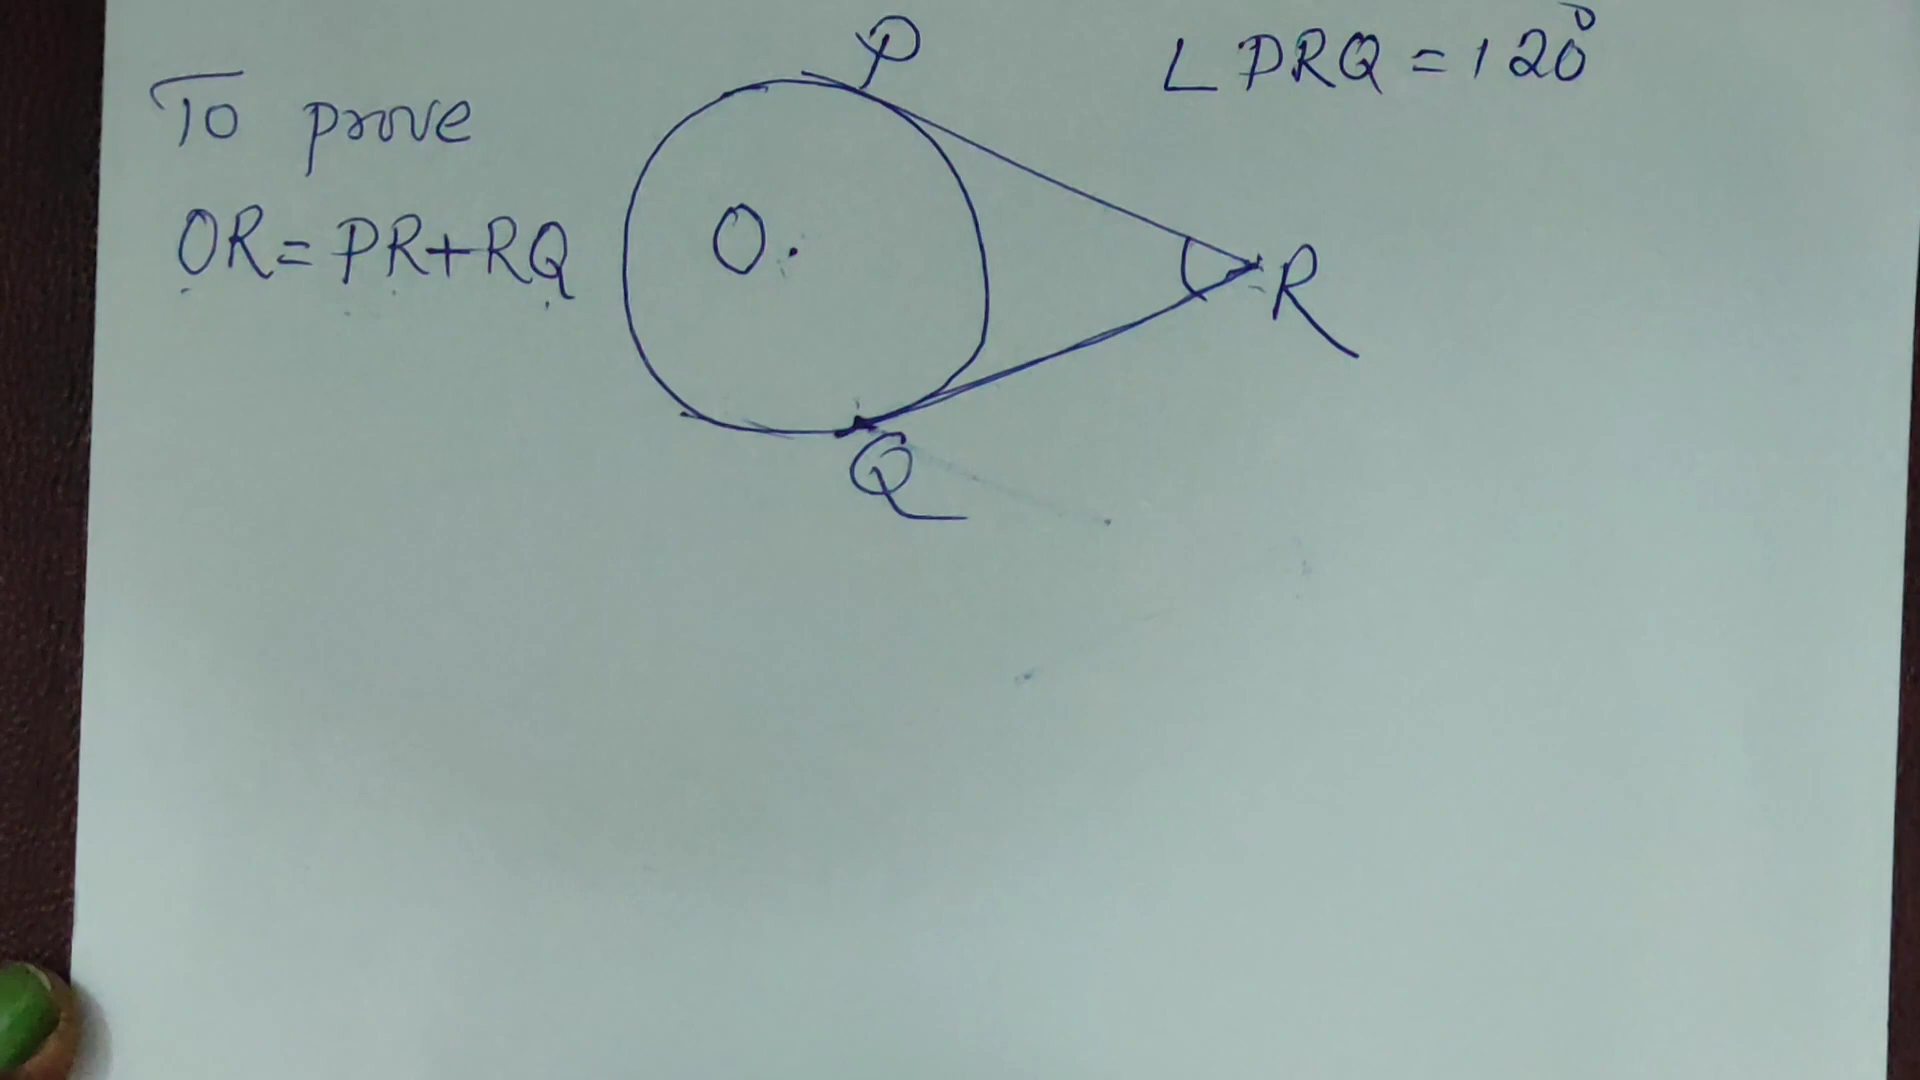 P
∠PRQ = 120°
To prove
OR = PR+RQ
O.
R
Q